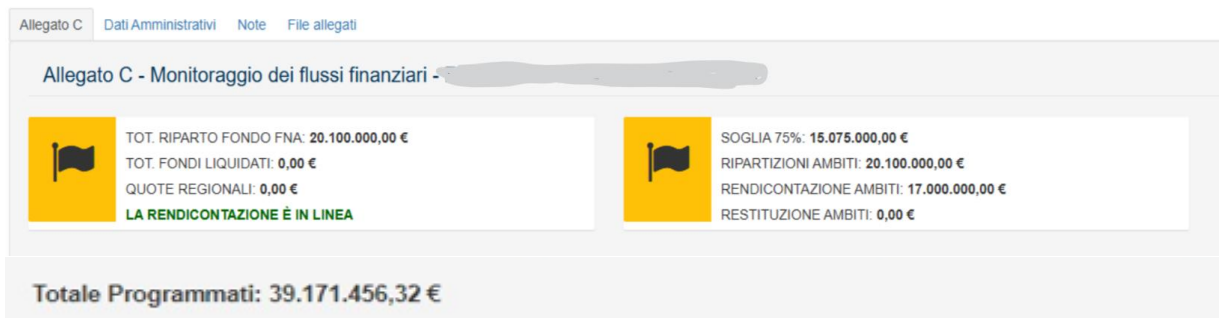 Allegato C Dati Amministrativi Note File allegati
Allegato C - Monitoraggio dei flussi finanziari -
TOT. RIPARTO FONDO FNA: 20.100.000,00 €
TOT. FONDI LIQUIDATI: 0,00 €
QUOTE REGIONALI: 0,00 €
LA RENDICONTAZIONE È IN LINEA
SOGLIA 75%: 15.075.000,00 €
RIPARTIZIONI AMBITI: 20.100.000,00 €
RENDICONTAZIONE AMBITI: 17.000.000,00 €
RESTITUZIONE AMBITI: 0,00 €
Totale Programmati: 39.171.456,32 €